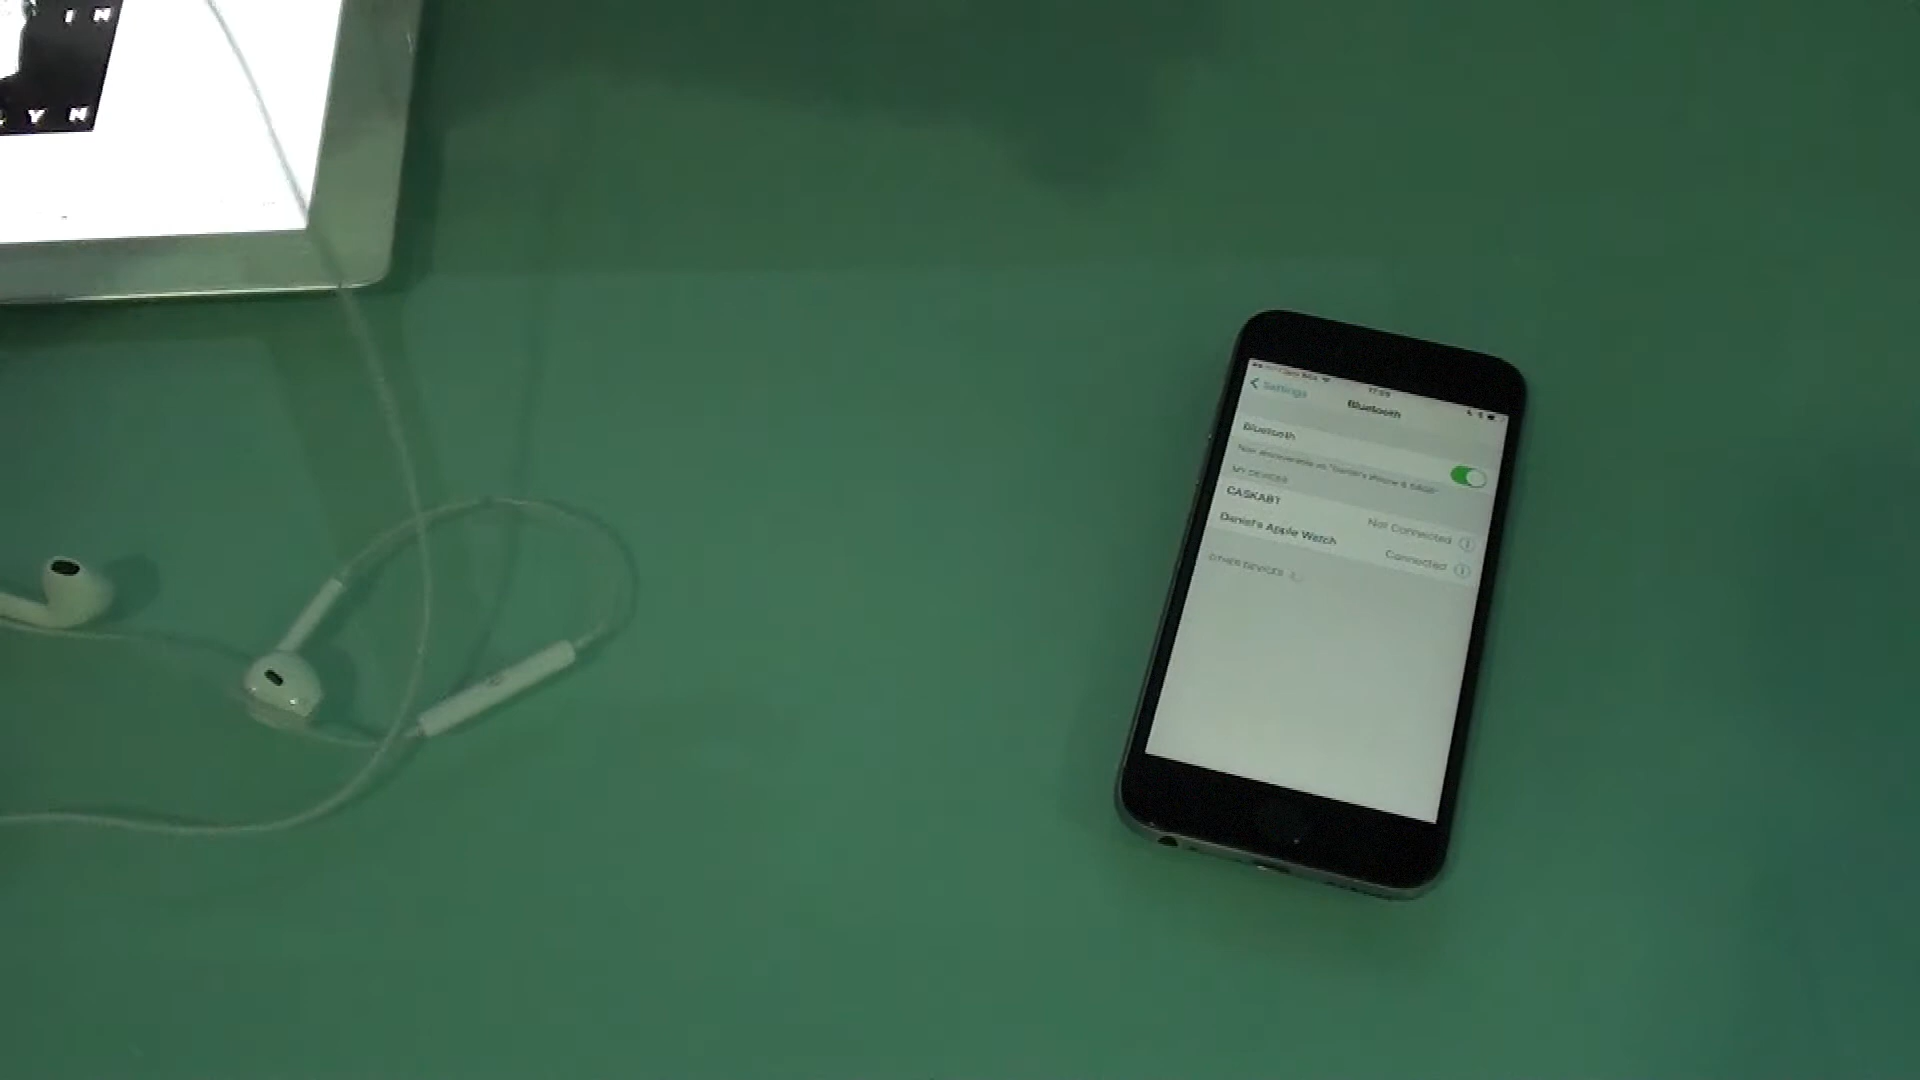 I N
Y N
Settings
Bluetooth
Bluetooth
MY DEVICES
CASKABT
Not Connected
Daniel's Apple Watch
Connected
OTHER DEVICES